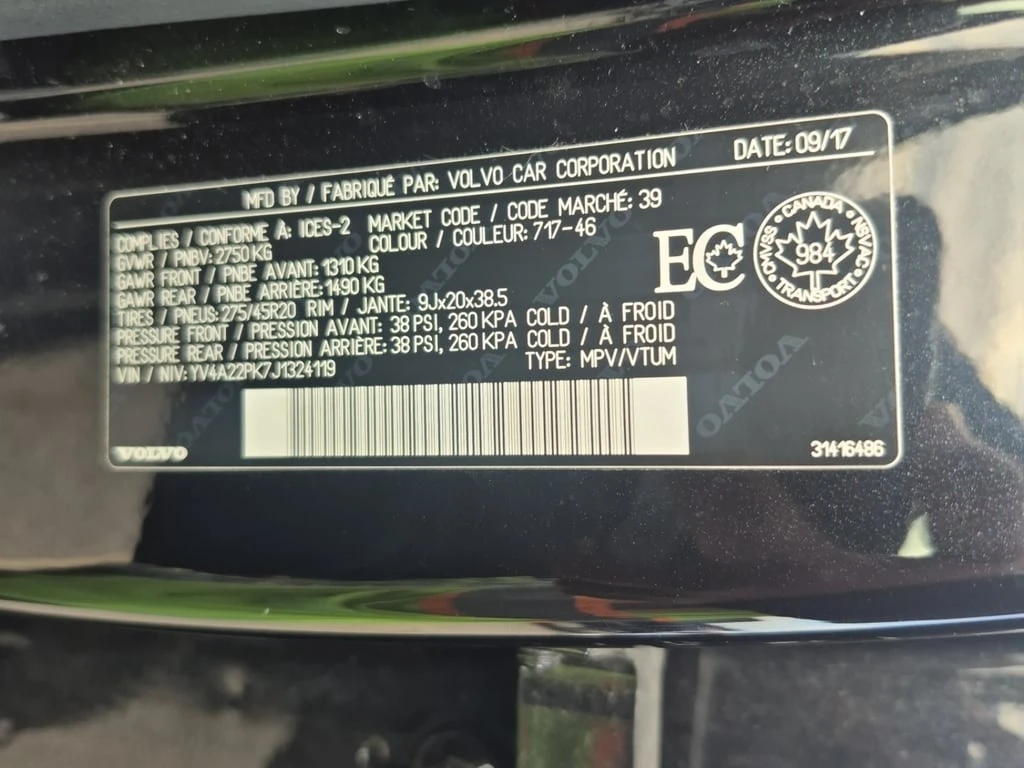 MFD BY / FABRIQUÉ PAR: VOLVO CAR CORPORATION DATE: 09/17
COMPLIES / CONFORME À: ICES-2 MARKET CODE / CODE MARCHÉ: 39
GVWR / PNBV: 2750 KG COLOUR / COULEUR: 717-46
GAWR FRONT / PNBE AVANT: 1310 KG
GAWR REAR / PNBE ARRIÈRE: 1490 KG
TIRES / PNEUS: 275/45R20 RIM / JANTE: 9Jx20x38.5
PRESSURE FRONT / PRESSION AVANT: 38 PSI, 260 KPA COLD / À FROID
PRESSURE REAR / PRESSION ARRIÈRE: 38 PSI, 260 KPA COLD / À FROID
VIN / NIV: YV4A22PK7J1324119 TYPE: MPV/VTUM
EC
CANADA
984
TRANSPORT
CMVSS
NSVAC
VOLVO
31416486
VOLVO
VOLVO
VOLVO
VOLVO